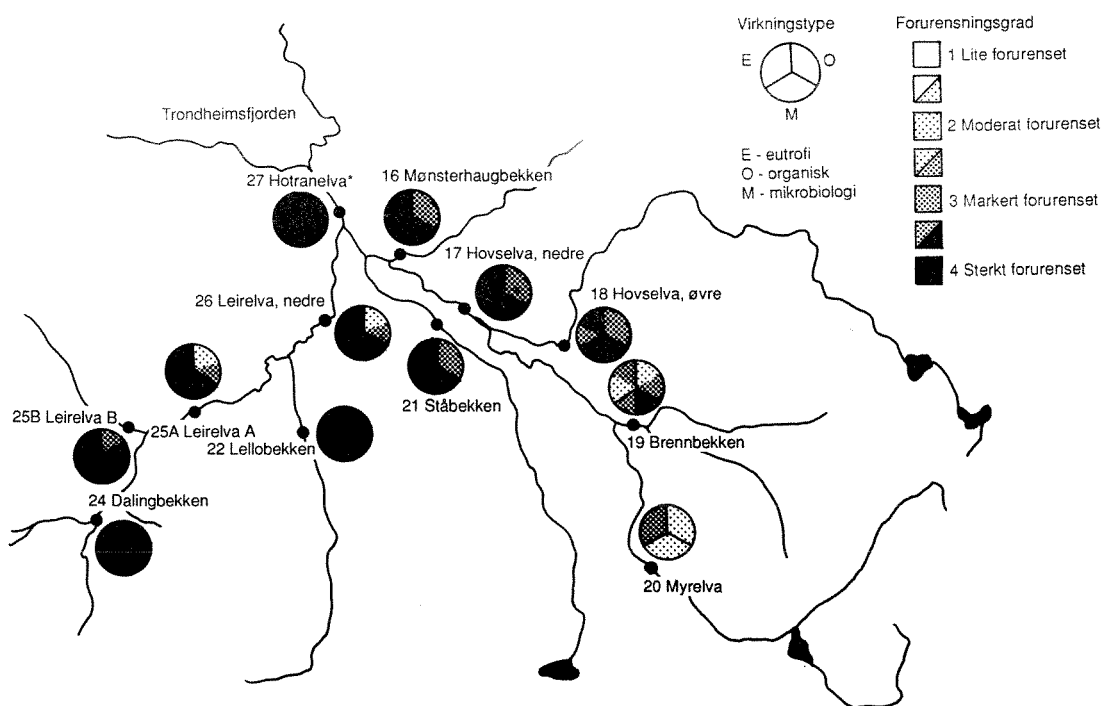 Virkningstype
E
O
M
E - eutrofi
O - organisk
M - mikrobiologi
Forurensningsgrad
1 Lite forurenset
2 Moderat forurenset
3 Markert forurenset
4 Sterkt forurenset
Trondheimsfjorden
27 Hotranelva*
16 Mønsterhaugbekken
17 Hovselva, nedre
18 Hovselva, øvre
26 Leirelva, nedre
21 Ståbekken
25B Leirelva B
25A Leirelva A
22 Lellobekken
19 Brennbekken
24 Dalingbekken
20 Myrelva